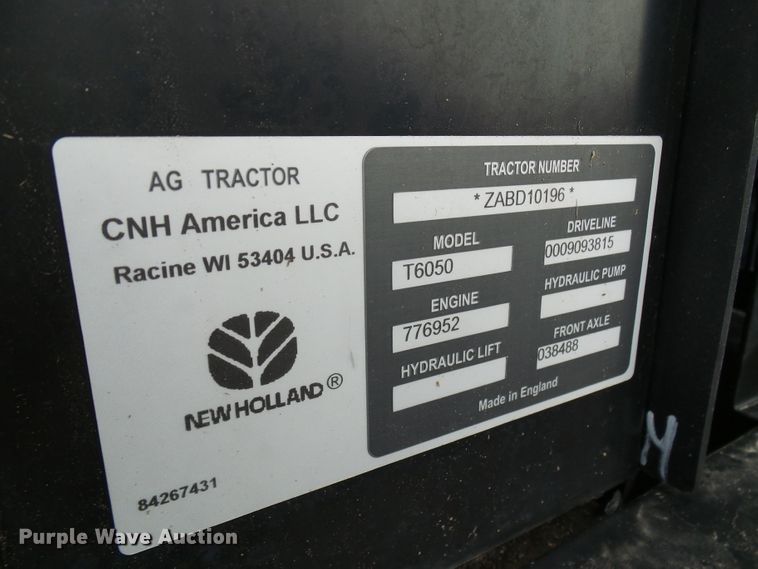 AG TRACTOR
CNH America LLC
Racine WI 53404 U.S.A.
NEW HOLLAND®
84267431
TRACTOR NUMBER
* ZABD10196 *
MODEL
T6050
DRIVELINE
0009093815
ENGINE
776952
HYDRAULIC PUMP
HYDRAULIC LIFT
FRONT AXLE
038488
Made in England
M
Purple Wave Auction